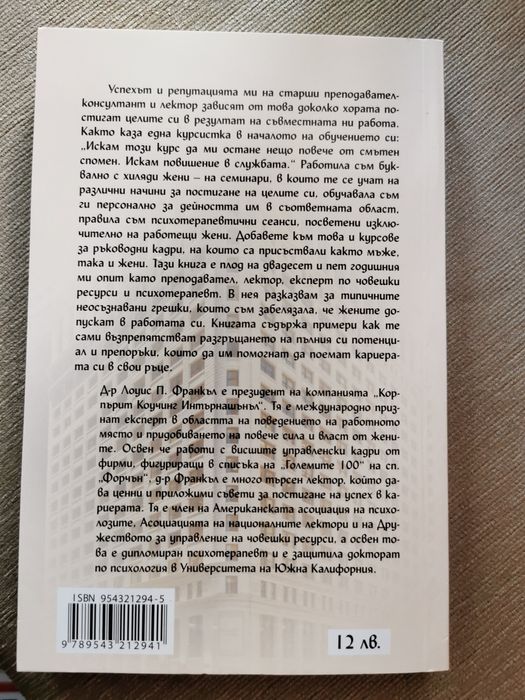 Успехът и репутацията ми на старши преподавател-
консултант и лектор зависят от това доколко хората по-
стигат целите си в резултат на съвместната ни работа.
Както каза една курсистка в началото на обучението си:
„Искам този курс да ми остане нещо повече от смътен
спомен. Искам повишение в службата.“ Работила съм бук-
вално с хиляди жени – на семинари, в които те се учат на
различни начини за постигане на целите си, обучавала съм
ги персонално за дейността им в съответната област,
правила съм психотерапевтични сеанси, посветени изклю-
чително на работещи жени. Добавете към това и курсове
за ръководни кадри, на които са присъствали както мъже,
така и жени. Тази книга е плод на двадесет и пет годишния
ми опит като преподавател, лектор, експерт по човешки
ресурси и психотерапевт. В нея разказвам за типичните
неосъзнавани грешки, които съм забелязала, че жените до-
пускат в работата си. Книгата съдържа примери как те
сами възпрепятстват разгръщането на пълния си потенци-
ал и препоръки, които да им помогнат да поемат кариера-
та си в свои ръце.
Д-р Лоуис П. Франкъл е президент на компанията „Кор-
пърит Коучинг Интърнашънъл“. Тя е международно приз-
нат експерт в областта на поведението на работното
място и придобиването на повече сила и власт от жени-
те. Освен че работи с висшите управленски кадри от
фирми, фигуриращи в списъка на „Големите 100“ на сп.
„Форчън“, д-р Франкъл е много търсен лектор, който да-
ва ценни и приложими съвети за постигане на успех в ка-
риерата. Тя е член на Американската асоциация на психо-
лозите, Асоциацията на националните лектори и на Дру-
жеството за управление на човешки ресурси, а освен то-
ва е дипломиран психотерапевт и е защитила докторат
по психология в Университета на Южна Калифорния.
ISBN 954321294-5
9 789543 212941
12 лв.